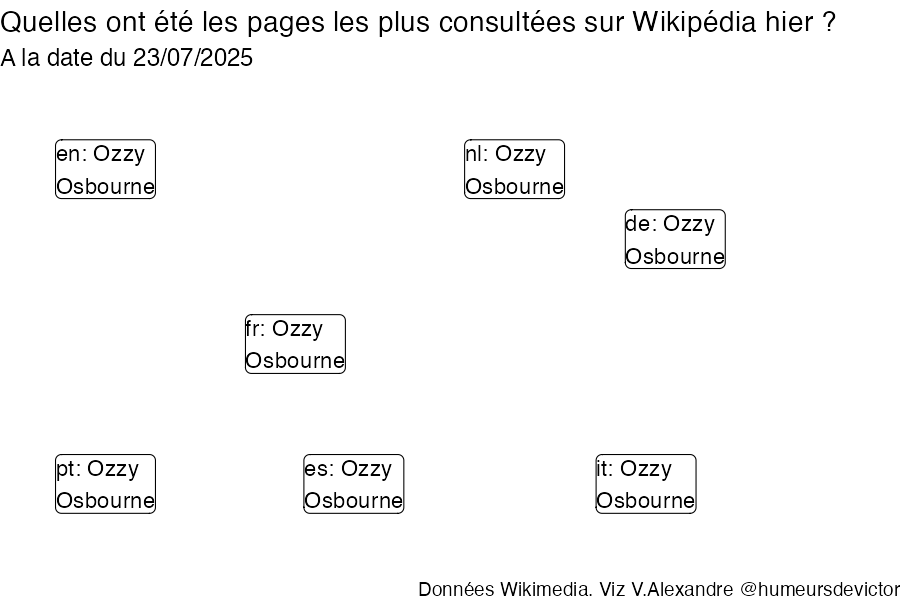 Quelles ont été les pages les plus consultées sur Wikipédia hier ?
A la date du 23/07/2025
en: Ozzy
Osbourne
nl: Ozzy
Osbourne
de: Ozzy
Osbourne
fr: Ozzy
Osbourne
pt: Ozzy
Osbourne
es: Ozzy
Osbourne
it: Ozzy
Osbourne
Données Wikimedia. Viz V.Alexandre @humeursdevictor